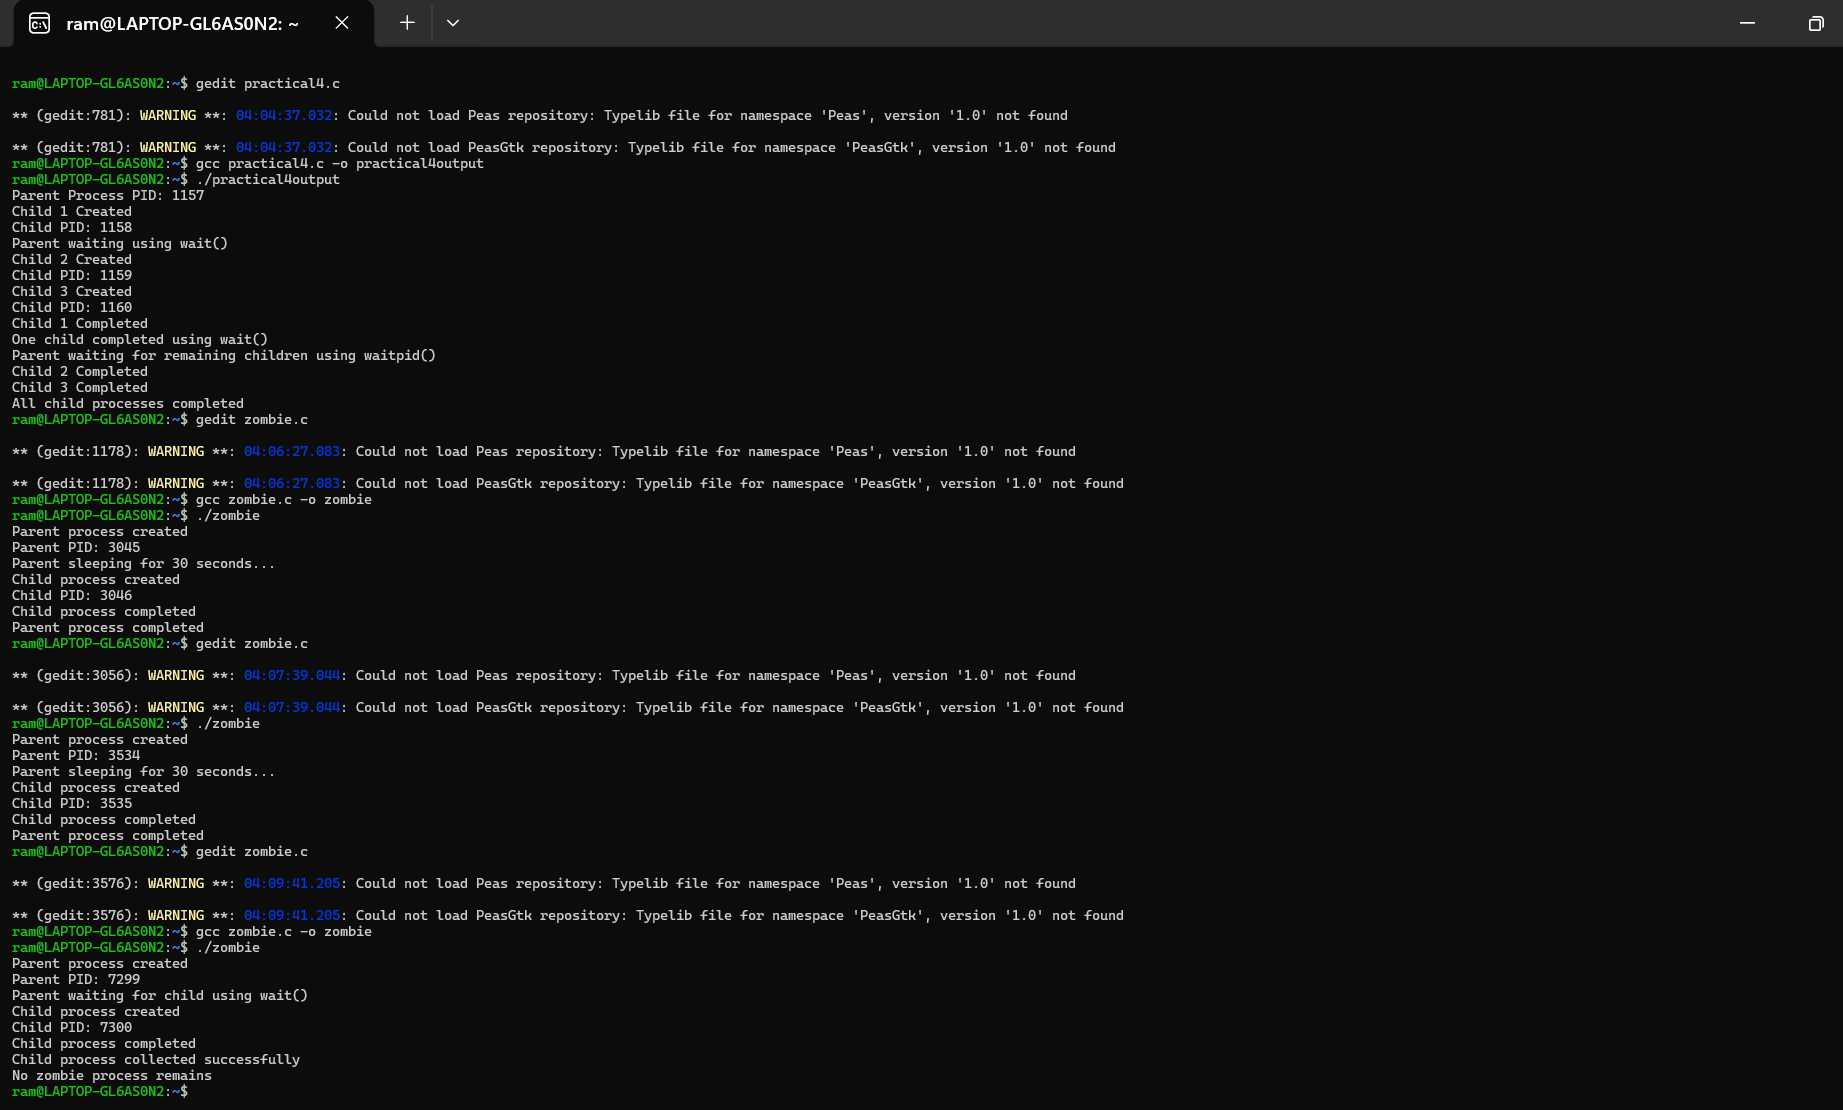 ram@LAPTOP-GL6AS0N2: ~
ram@LAPTOP-GL6AS0N2:~$ gedit practical4.c
** (gedit:781): WARNING **: 04:04:37.032: Could not load Peas repository: Typelib file for namespace 'Peas', version '1.0' not found
** (gedit:781): WARNING **: 04:04:37.032: Could not load PeasGtk repository: Typelib file for namespace 'PeasGtk', version '1.0' not found
ram@LAPTOP-GL6AS0N2:~$ gcc practical4.c -o practical4output
ram@LAPTOP-GL6AS0N2:~$ ./practical4output
Parent Process PID: 1157
Child 1 Created
Child PID: 1158
Parent waiting using wait()
Child 2 Created
Child PID: 1159
Child 3 Created
Child PID: 1160
Child 1 Completed
One child completed using wait()
Parent waiting for remaining children using waitpid()
Child 2 Completed
Child 3 Completed
All child processes completed
ram@LAPTOP-GL6AS0N2:~$ gedit zombie.c
** (gedit:1178): WARNING **: 04:06:27.083: Could not load Peas repository: Typelib file for namespace 'Peas', version '1.0' not found
** (gedit:1178): WARNING **: 04:06:27.083: Could not load PeasGtk repository: Typelib file for namespace 'PeasGtk', version '1.0' not found
ram@LAPTOP-GL6AS0N2:~$ gcc zombie.c -o zombie
ram@LAPTOP-GL6AS0N2:~$ ./zombie
Parent process created
Parent PID: 3045
Parent sleeping for 30 seconds...
Child process created
Child PID: 3046
Child process completed
Parent process completed
ram@LAPTOP-GL6AS0N2:~$ gedit zombie.c
** (gedit:3056): WARNING **: 04:07:39.044: Could not load Peas repository: Typelib file for namespace 'Peas', version '1.0' not found
** (gedit:3056): WARNING **: 04:07:39.044: Could not load PeasGtk repository: Typelib file for namespace 'PeasGtk', version '1.0' not found
ram@LAPTOP-GL6AS0N2:~$ ./zombie
Parent process created
Parent PID: 3534
Parent sleeping for 30 seconds...
Child process created
Child PID: 3535
Child process completed
Parent process completed
ram@LAPTOP-GL6AS0N2:~$ gedit zombie.c
** (gedit:3576): WARNING **: 04:09:41.205: Could not load Peas repository: Typelib file for namespace 'Peas', version '1.0' not found
** (gedit:3576): WARNING **: 04:09:41.205: Could not load PeasGtk repository: Typelib file for namespace 'PeasGtk', version '1.0' not found
ram@LAPTOP-GL6AS0N2:~$ gcc zombie.c -o zombie
ram@LAPTOP-GL6AS0N2:~$ ./zombie
Parent process created
Parent PID: 7299
Parent waiting for child using wait()
Child process created
Child PID: 7300
Child process completed
Child process collected successfully
No zombie process remains
ram@LAPTOP-GL6AS0N2:~$